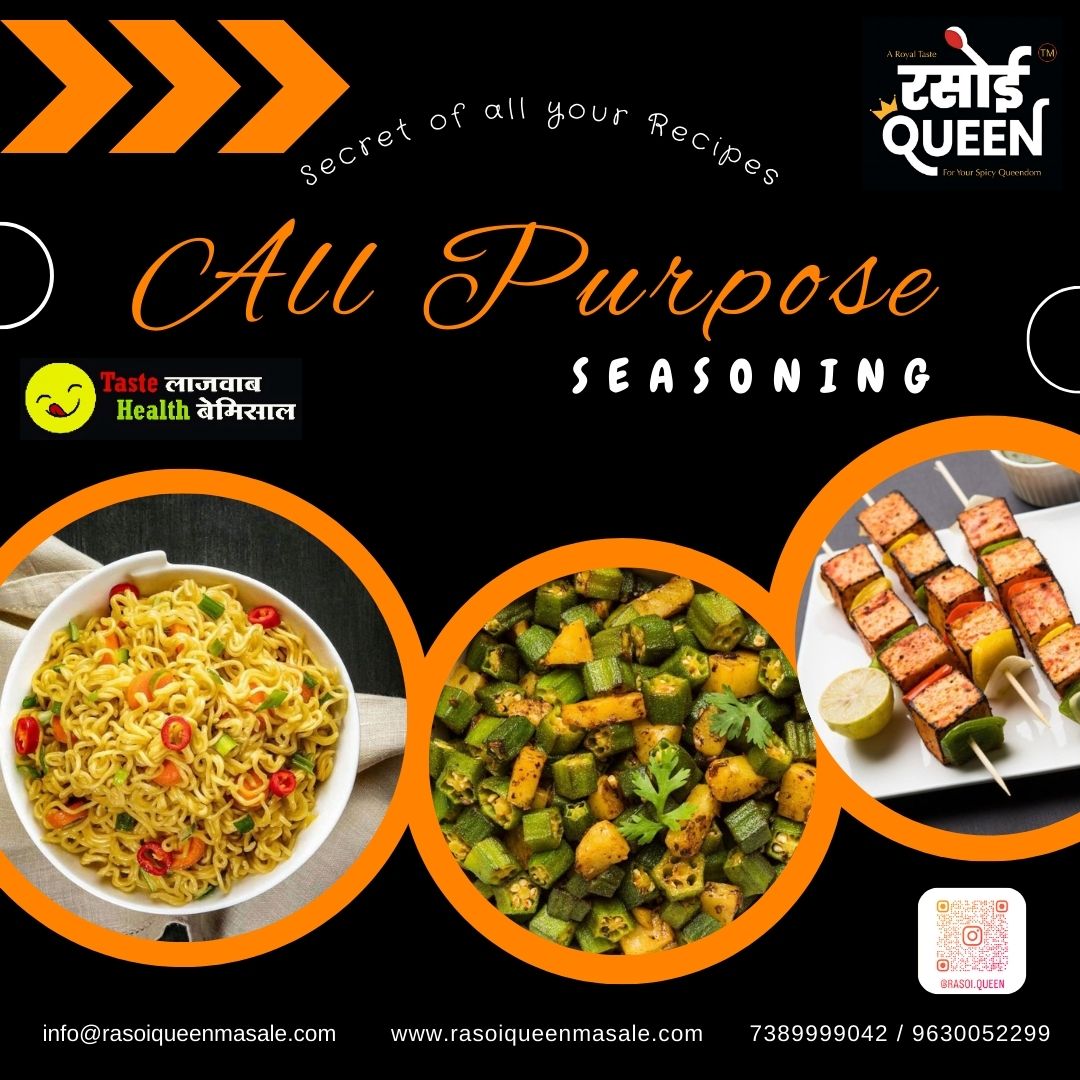 A Royal Taste
TM
रसोई
QUEEN
For Your Spicy Queendom
Secret of all your Recipes
All Purpose
SEASONING
Taste लाजवाब
Health बेमिसाल
@RASOI.QUEEN
info@rasoiqueenmasale.com
www.rasoiqueenmasale.com
7389999042 / 9630052299